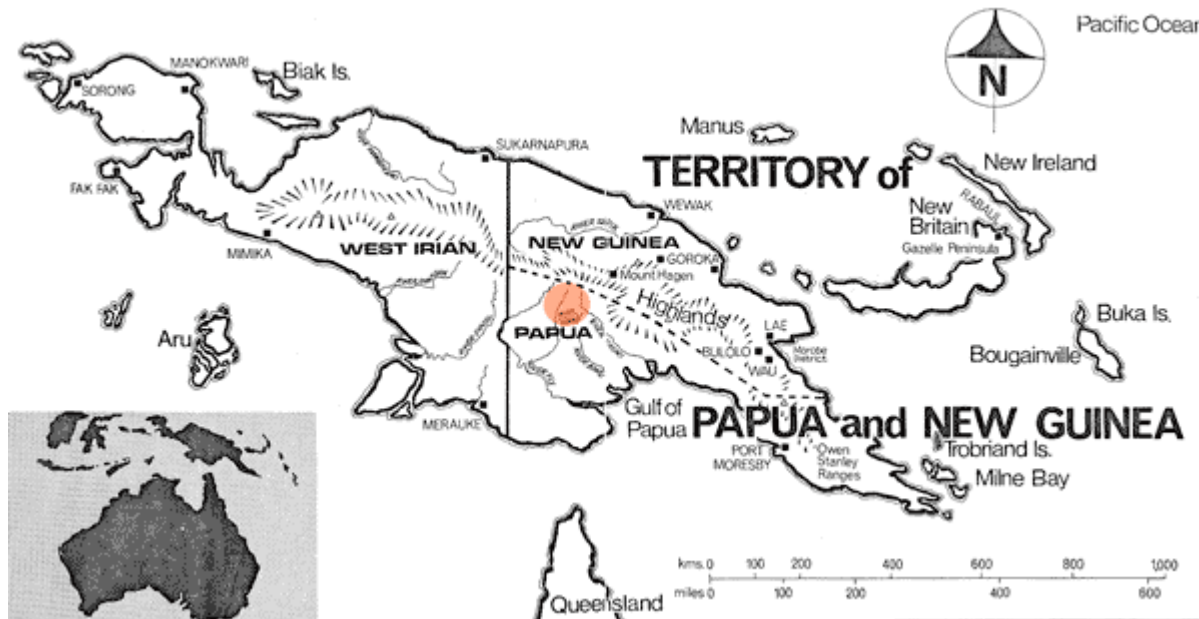 Pacific Ocean
MANOKWARI
Biak Is.
SORONG
N
Manus
SUKARNAPURA
TERRITORY of
New Ireland
FAK FAK
RABAUL
WEWAK
New
Britain
Gazelle Peninsula
NEW GUINEA
WEST IRIAN
MIMIKA
GOROKA
Mount Hagen
Highlands
Buka Is.
Aru
PAPUA
LAE
BULOLO
Morobe
District
WAU
Bougainville
MERAUKE
Gulf of
Papua
PAPUA and NEW GUINEA
PORT
MORESBY
Owen
Stanley
Ranges
Trobriand Is.
Milne Bay
kms. 0 100 200 400 600 800 1,000
miles 0 100 200 400 600
Queensland